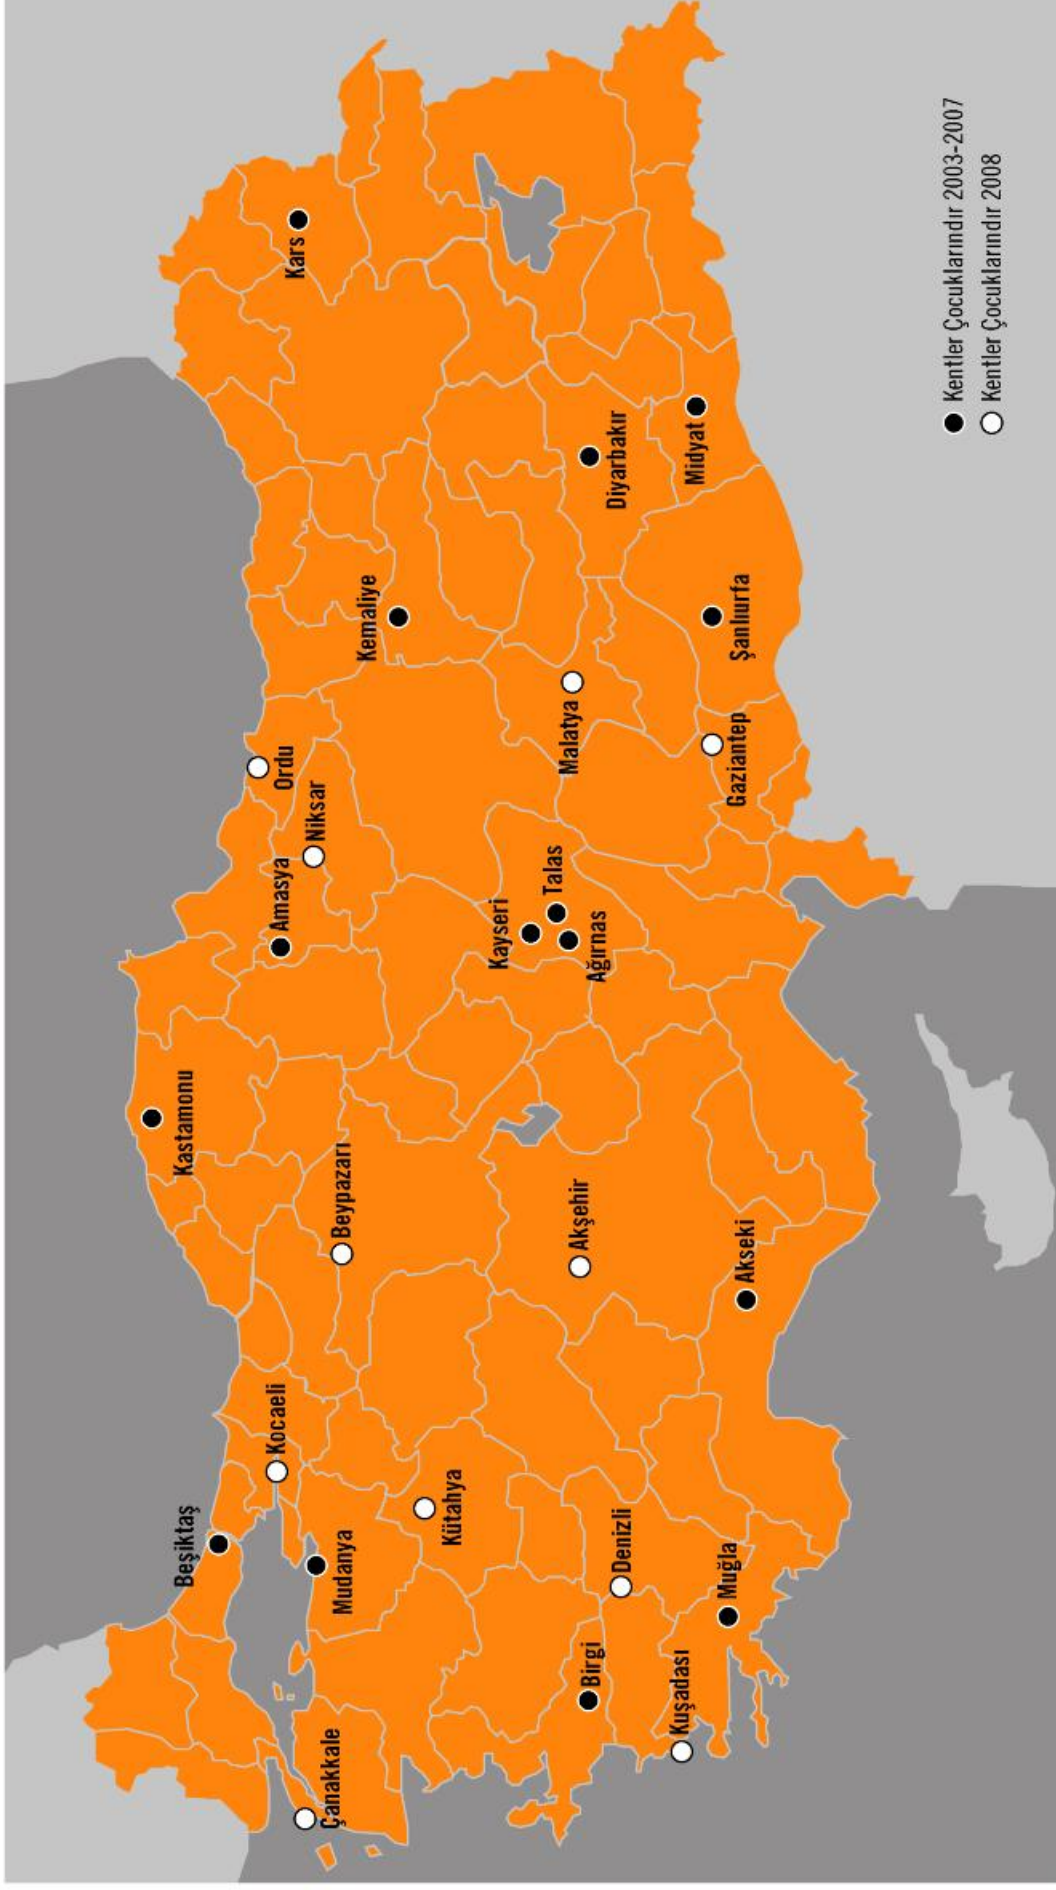 Beşiktaş
Kocaeli
Mudanya
Çanakkale
Kütahya
Birgi
Denizli
Kuşadası
Muğla
Kastamonu
Beypazarı
Akşehir
Akseki
Amasya
Niksar
Ordu
Kayseri
Talas
Ağırnas
Kemaliye
Malatya
Gaziantep
Şanlıurfa
Diyarbakır
Midyat
Kars
Kentler Çocuklarındır 2003-2007
Kentler Çocuklarındır 2008